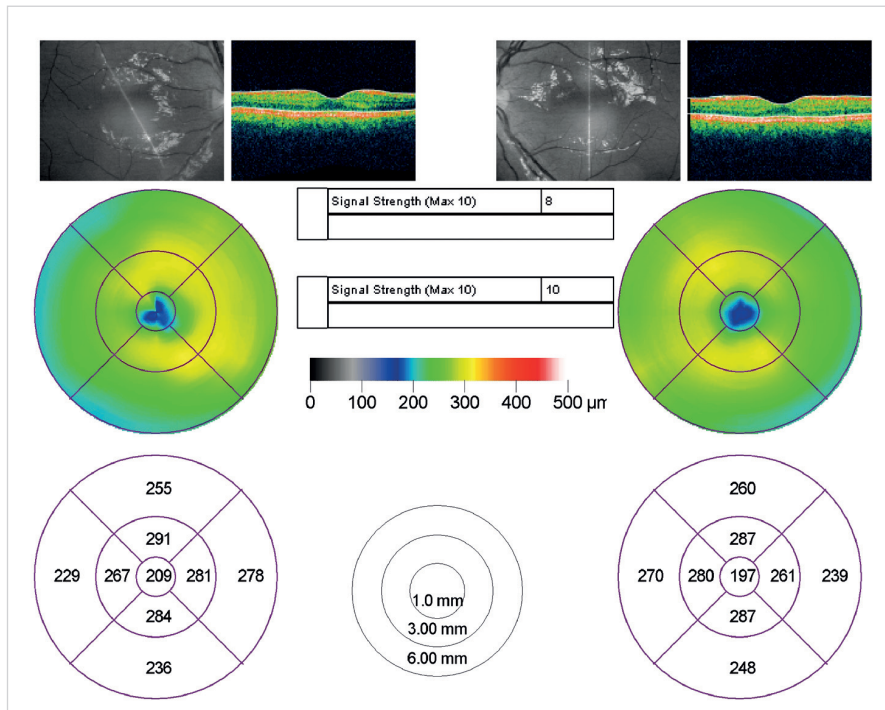 Signal Strength (Max 10) 8
Signal Strength (Max 10) 10
0 100 200 300 400 500 µm
255
291
229 267 209 281 278
284
236
1.0 mm
3.00 mm
6.00 mm
260
287
270 280 197 261 239
287
248